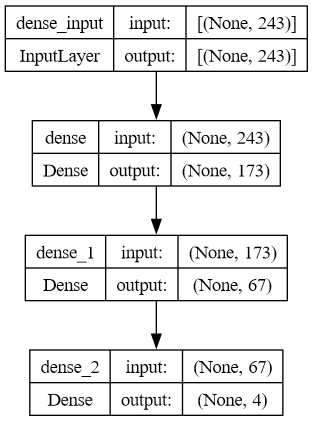 dense_input input: [(None, 243)]
InputLayer output: [(None, 243)]
dense input: (None, 243)
Dense output: (None, 173)
dense_1 input: (None, 173)
Dense output: (None, 67)
dense_2 input: (None, 67)
Dense output: (None, 4)